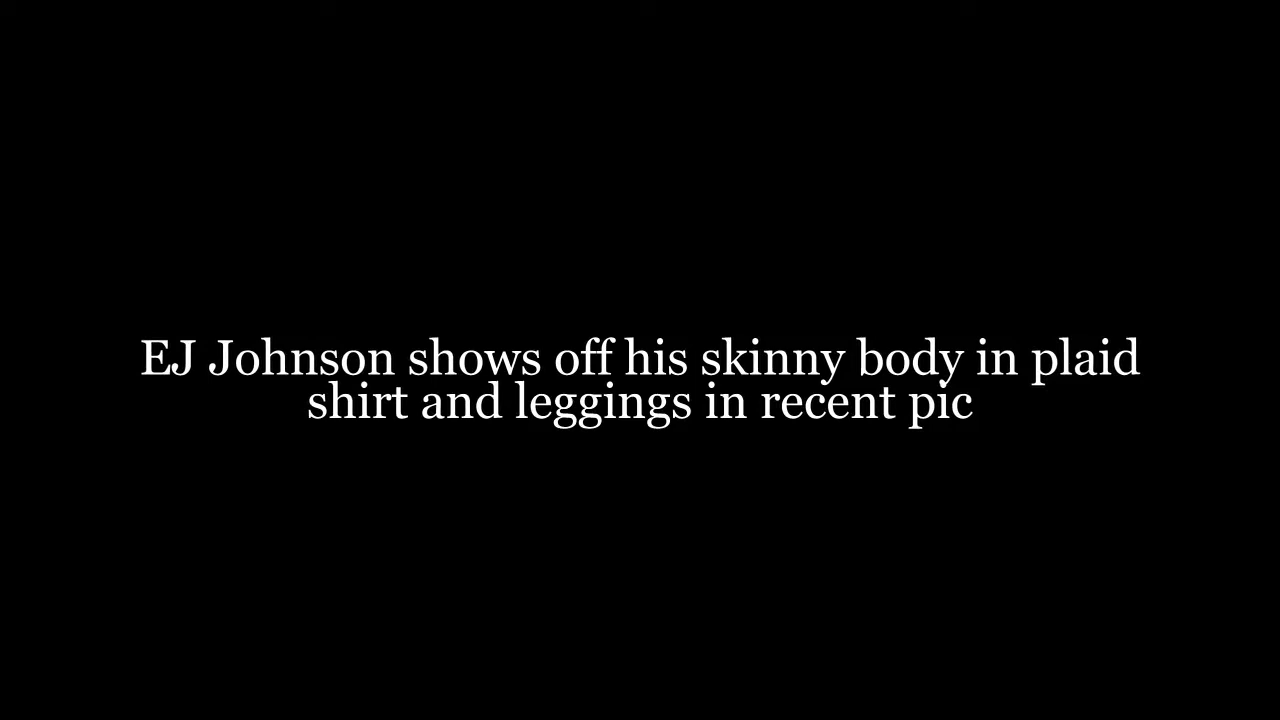 EJ Johnson shows off his skinny body in plaid
shirt and leggings in recent pic